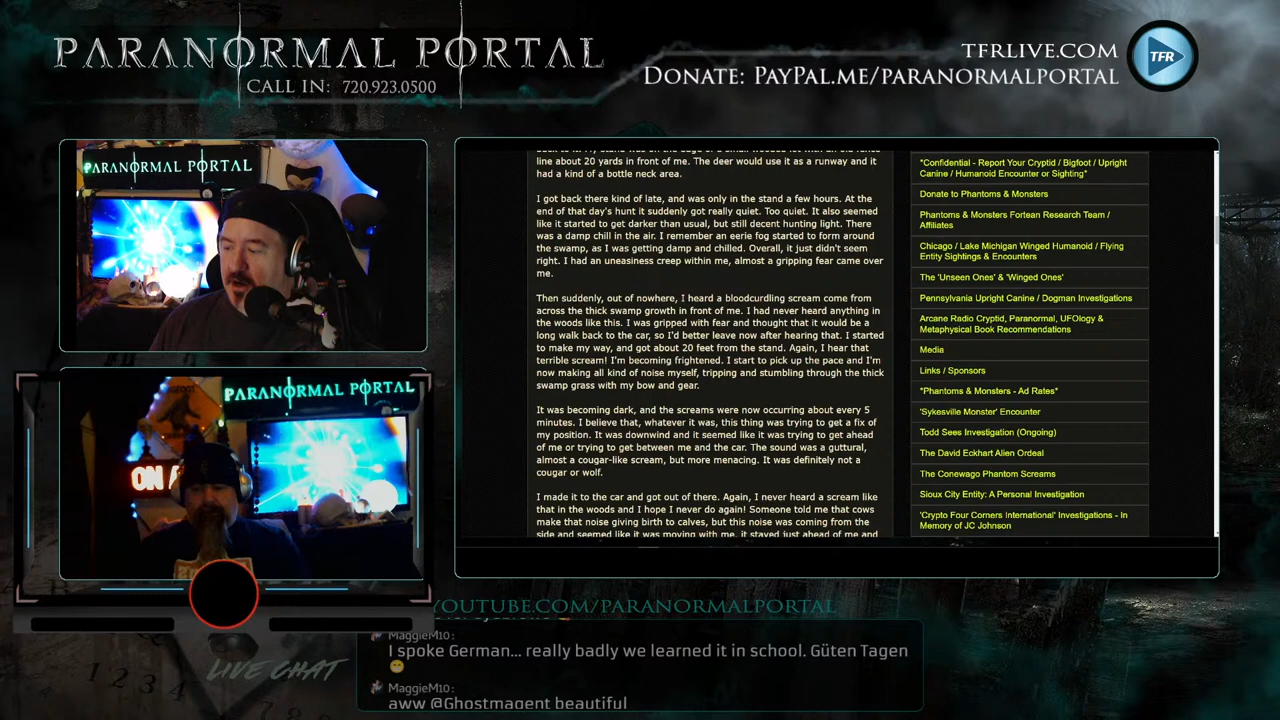 PARANORMAL PORTAL
CALL IN: 720.923.0500
TFRLIVE.COM
DONATE: PAYPAL.ME/PARANORMALPORTAL
TFR
PARANORMAL PORTAL
PARANORMAL PORTAL
ON A
line about 20 yards in front of me. The deer would use it as a runway and it
had a kind of a bottle neck area.
I got back there kind of late, and was only in the stand a few hours. At the
end of that day's hunt it suddenly got really quiet. Too quiet. It also seemed
like it started to get darker than usual, but still decent hunting light. There
was a damp chill in the air. I remember an eerie fog started to form around
the swamp, as I was getting damp and chilled. Overall, it just didn't seem
right. I had an uneasiness creep within me, almost a gripping fear came over
me.
Then suddenly, out of nowhere, I heard a bloodcurdling scream come from
across the thick swamp growth in front of me. I had never heard anything in
the woods like this. I was gripped with fear and thought that it would be a
long walk back to the car, so I'd better leave now after hearing that. I started
to make my way, and got about 20 feet from the stand. Again, I hear that
terrible scream! I'm becoming frightened. I start to pick up the pace and I'm
now making all kind of noise myself, tripping and stumbling through the thick
swamp grass with my bow and gear.
It was becoming dark, and the screams were now occurring about every 5
minutes. I believe that, whatever it was, this thing was trying to get a fix of
my position. It was downwind and it seemed like it was trying to get ahead
of me or trying to get between me and the car. The sound was a guttural,
almost a cougar-like scream, but more menacing. It was definitely not a
cougar or wolf.
I made it to the car and got out of there. Again, I never heard a scream like
that in the woods and I hope I never do again! Someone told me that cows
make that noise giving birth to calves, but this noise was coming from the
side and seemed like it was moving with me, it stayed just ahead of me and
*Confidential - Report Your Cryptid / Bigfoot / Upright
Canine / Humanoid Encounter or Sighting*
Donate to Phantoms & Monsters
Phantoms & Monsters Fortean Research Team /
Affiliates
Chicago / Lake Michigan Winged Humanoid / Flying
Entity Sightings & Encounters
The 'Unseen Ones' & 'Winged Ones'
Pennsylvania Upright Canine / Dogman Investigations
Arcane Radio Cryptid, Paranormal, UFOlogy &
Metaphysical Book Recommendations
Media
Links / Sponsors
*Phantoms & Monsters - Ad Rates*
'Sykesville Monster' Encounter
Todd Sees Investigation (Ongoing)
The David Eckhart Alien Ordeal
The Conewago Phantom Screams
Sioux City Entity: A Personal Investigation
'Crypto Four Corners International' Investigations - In
Memory of JC Johnson
YOUTUBE.COM/PARANORMALPORTAL
LIVE CHAT
1 2 3 4
MaggieM10:
I spoke German... really badly we learned it in school. Güten Tagen
😬
MaggieM10:
aww @Ghostmagent beautiful